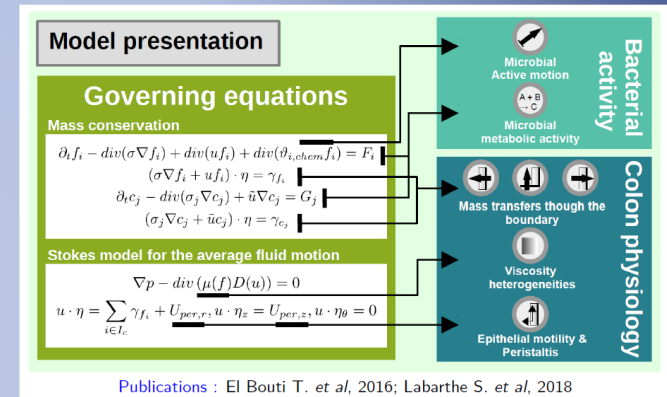 Model presentation
Governing equations
Mass conservation
∂_t f_i − div(σ∇f_i) + div(uf_i) + div(ϑ_{i,chem} f_i) = F_i
(σ∇f_i + uf_i) · η = γ_{f_i}
∂_t c_j − div(σ_j∇c_j) + ũ∇c_j = G_j
(σ_j∇c_j + ũc_j) · η = γ_{c_j}
Stokes model for the average fluid motion
∇p − div (μ(f)D(u)) = 0
u · η = ∑_{i∈I_c} γ_{f_i} + U_{per,r}, u · η_z = U_{per,z}, u · η_θ = 0
Microbial
Active motion
A + B
→ C
Microbial
metabolic activity
Bacterial
activity
Mass transfers though the
boundary
Viscosity
heterogeneities
Epithelial motility &
Peristaltis
Colon physiology
Publications : El Bouti T. et al, 2016; Labarthe S. et al, 2018